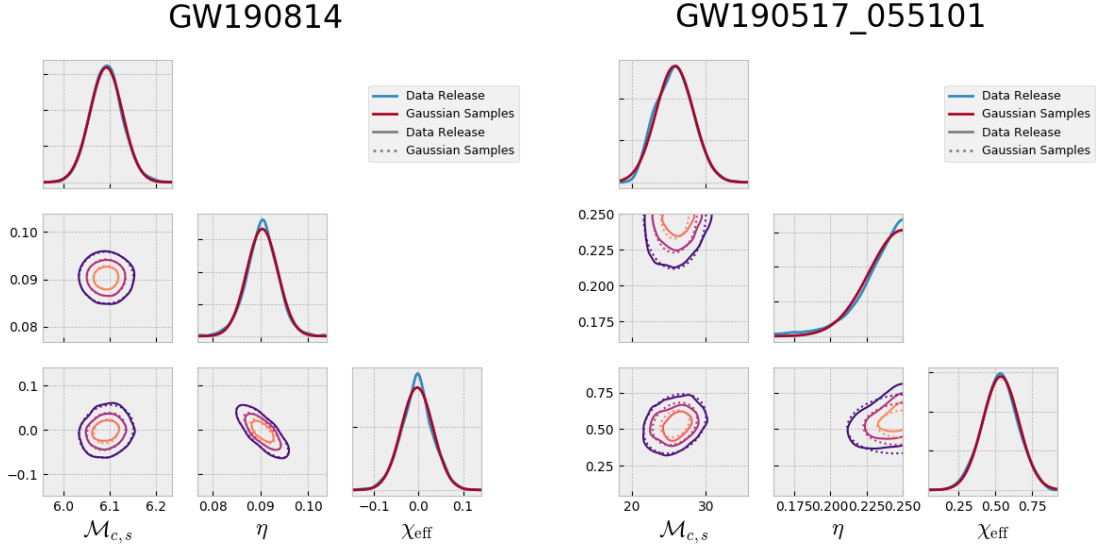 GW190814 GW190517_055101
Data Release
Gaussian Samples
Data Release
Gaussian Samples
Data Release
Gaussian Samples
Data Release
Gaussian Samples
0.10
0.09
0.08
0.250
0.225
0.200
0.175
0.1
0.0
−0.1
0.75
0.50
0.25
6.0 6.1 6.2 0.08 0.09 0.10 −0.1 0.0 0.1 20 30 0.175 0.200 0.225 0.250 0.25 0.50 0.75
ℳc, s η χeff ℳc, s η χeff